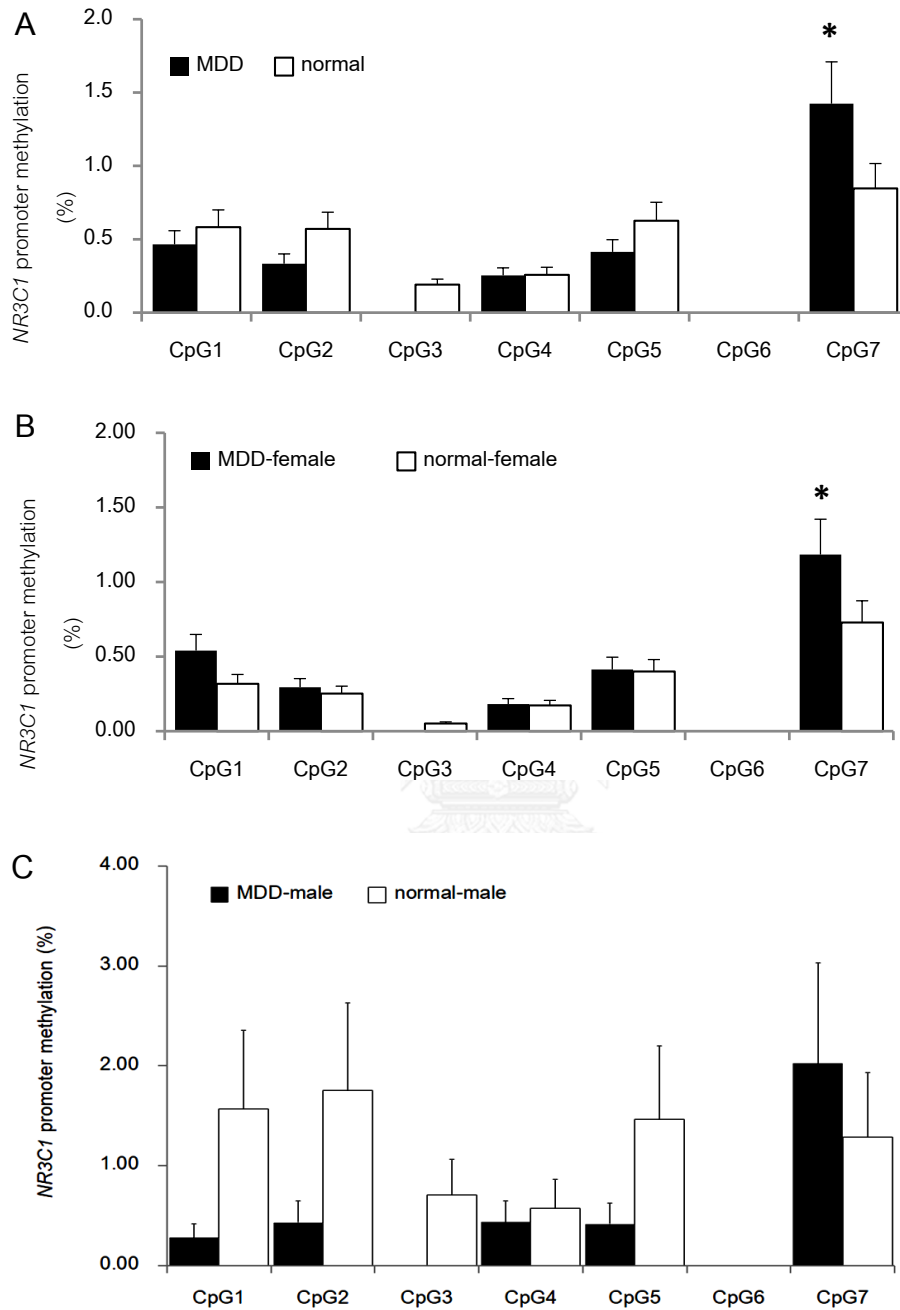 A
2.0
*
MDD normal
1.5
1.0
0.5
0.0
NR3C1 promoter methylation
(%)
CpG1 CpG2 CpG3 CpG4 CpG5 CpG6 CpG7
B
2.00
MDD-female normal-female
*
1.50
1.00
0.50
0.00
NR3C1 promoter methylation
(%)
CpG1 CpG2 CpG3 CpG4 CpG5 CpG6 CpG7
C
4.00
MDD-male normal-male
3.00
2.00
1.00
0.00
NR3C1 promoter methylation (%)
CpG1 CpG2 CpG3 CpG4 CpG5 CpG6 CpG7